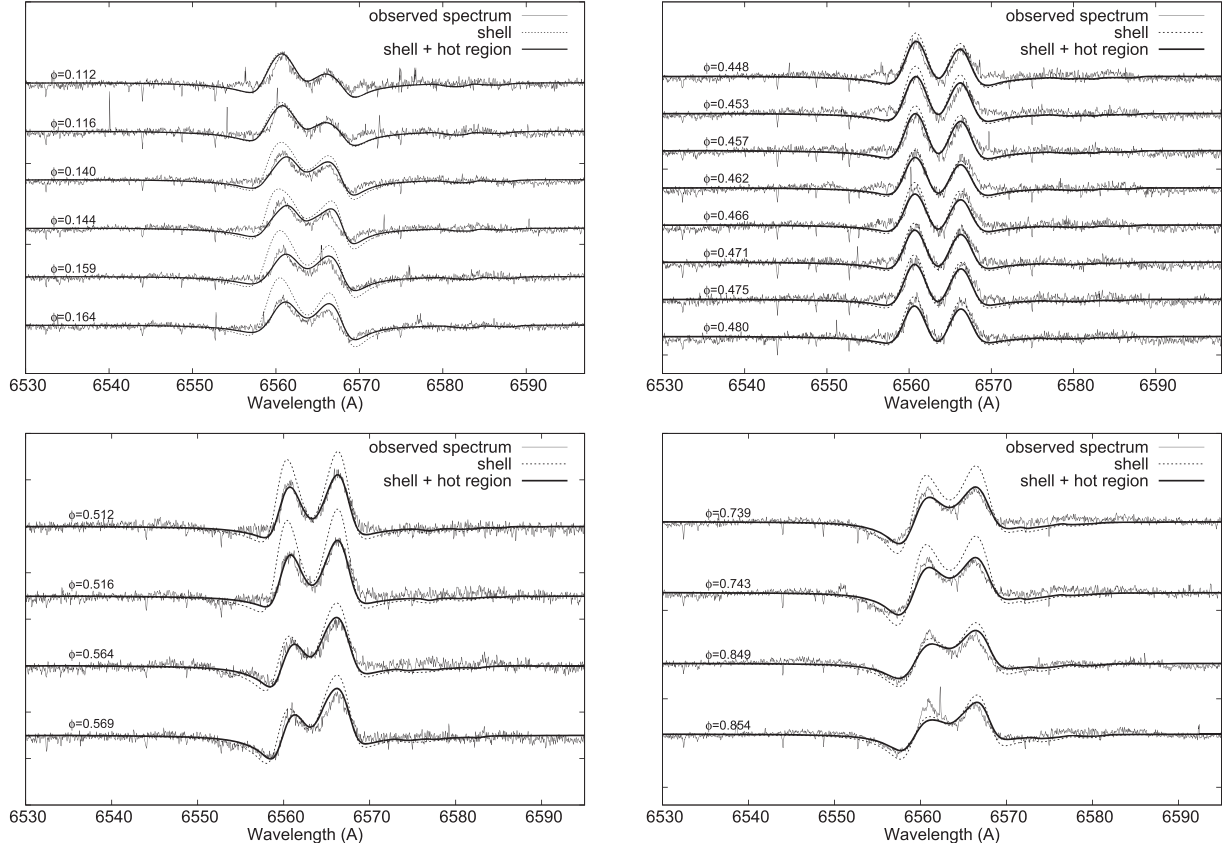 observed spectrum
shell
shell + hot region
ϕ=0.112
ϕ=0.116
ϕ=0.140
ϕ=0.144
ϕ=0.159
ϕ=0.164
6530 6540 6550 6560 6570 6580 6590
Wavelength (A)
observed spectrum
shell
shell + hot region
ϕ=0.448
ϕ=0.453
ϕ=0.457
ϕ=0.462
ϕ=0.466
ϕ=0.471
ϕ=0.475
ϕ=0.480
6530 6540 6550 6560 6570 6580 6590
Wavelength (A)
observed spectrum
shell
shell + hot region
ϕ=0.512
ϕ=0.516
ϕ=0.564
ϕ=0.569
6530 6540 6550 6560 6570 6580 6590
Wavelength (A)
observed spectrum
shell
shell + hot region
ϕ=0.739
ϕ=0.743
ϕ=0.849
ϕ=0.854
6530 6540 6550 6560 6570 6580 6590
Wavelength (A)